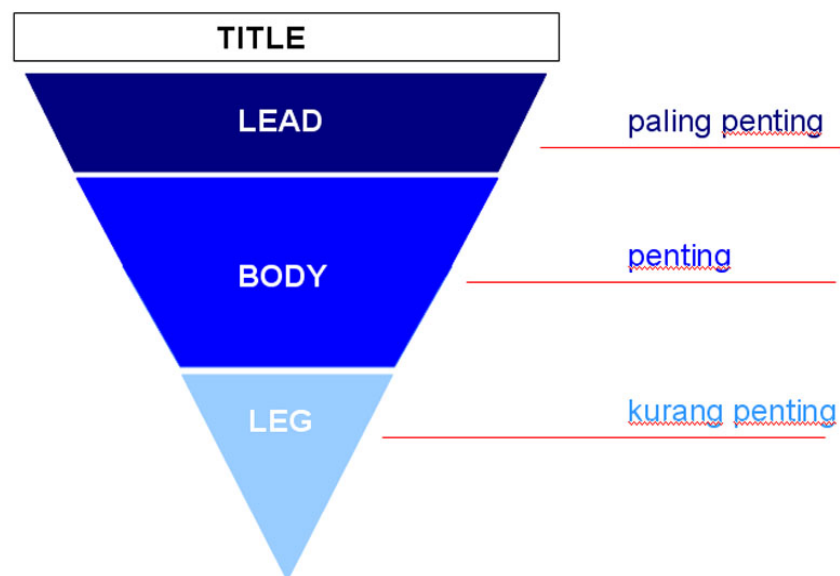 TITLE
LEAD
paling penting
BODY
penting
LEG
kurang penting